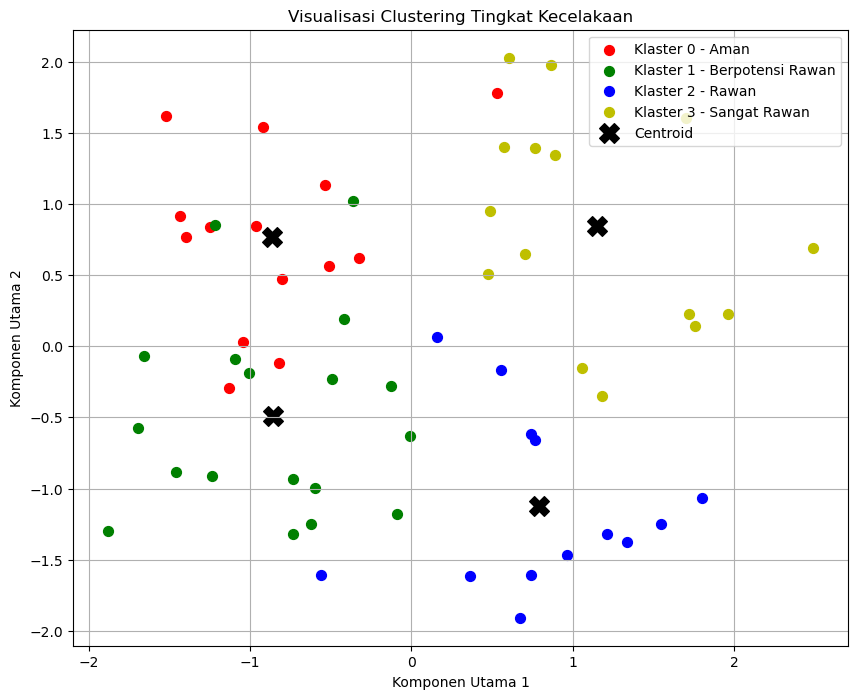 Visualisasi Clustering Tingkat Kecelakaan
Klaster 0 - Aman
Klaster 1 - Berpotensi Rawan
Klaster 2 - Rawan
Klaster 3 - Sangat Rawan
Centroid
2.0
1.5
1.0
0.5
0.0
−0.5
−1.0
−1.5
−2.0
Komponen Utama 2
−2
−1
0
1
2
Komponen Utama 1